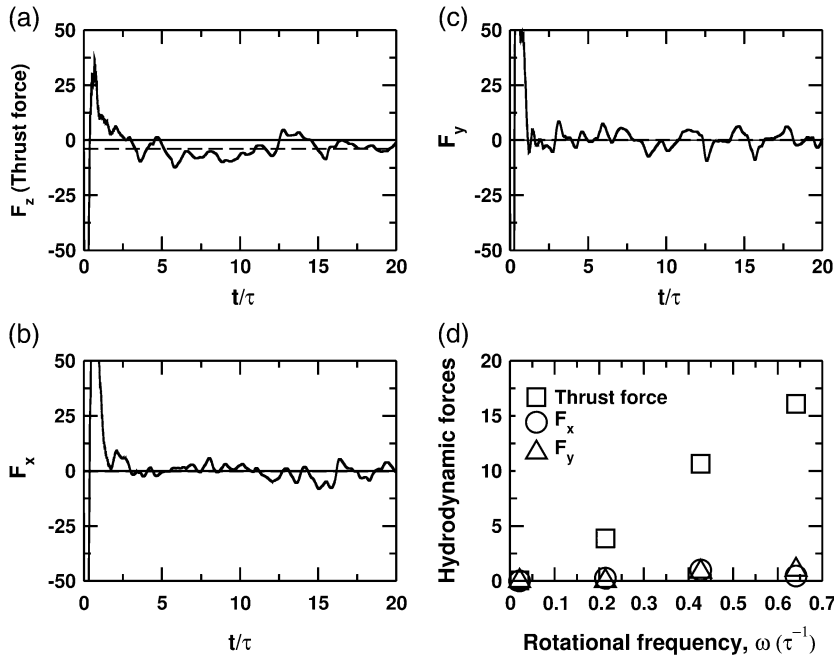 (a)
50
25
0
-25
-50
F_z (Thrust force)
0 5 10 15 20
t/τ
(c)
50
25
0
-25
-50
F_y
0 5 10 15 20
t/τ
(b)
50
25
0
-25
-50
F_x
0 5 10 15 20
t/τ
(d)
20
15
10
5
0
Hydrodynamic forces
Thrust force
F_x
F_y
0 0.1 0.2 0.3 0.4 0.5 0.6 0.7
Rotational frequency, ω (τ⁻¹)